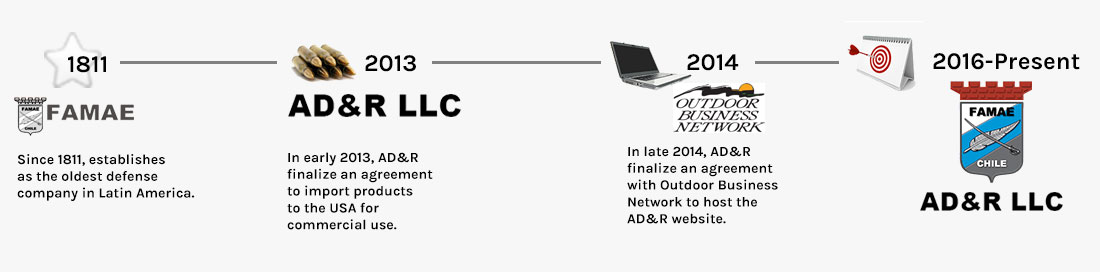 1811
FAMAE
CHILE
FAMAE
Since 1811, establishes
as the oldest defense
company in Latin America.
2013
AD&R LLC
In early 2013, AD&R
finalize an agreement
to import products
to the USA for
commercial use.
2014
OUTDOOR
BUSINESS
NETWORK
In late 2014, AD&R
finalize an agreement
with Outdoor Business
Network to host the
AD&R website.
2016-Present
FAMAE
CHILE
AD&R LLC